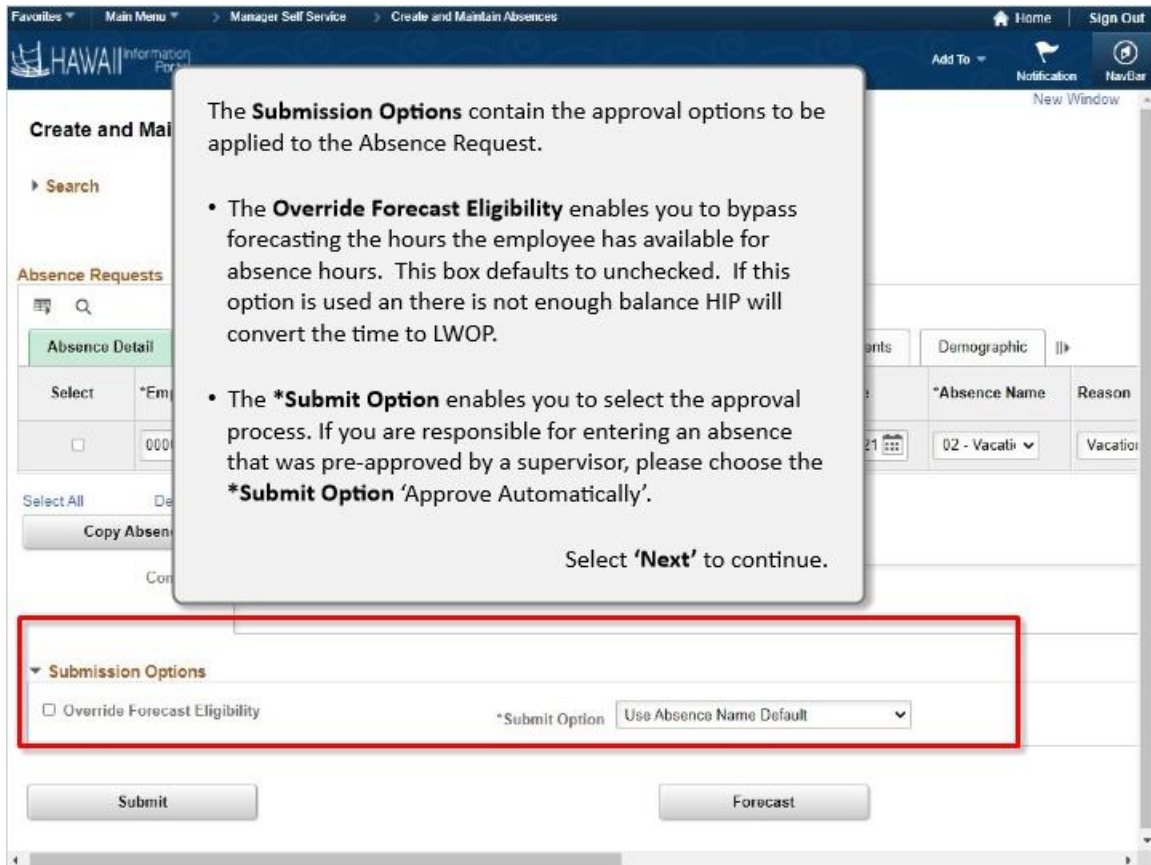 Favorites Main Menu > Manager Self Service > Create and Maintain Absences Home Sign Out
HAWAII Information Portal Add To Notification NavBar
New Window
Create and Mai
Search
The Submission Options contain the approval options to be
applied to the Absence Request.
• The Override Forecast Eligibility enables you to bypass
forecasting the hours the employee has available for
absence hours. This box defaults to unchecked. If this
option is used an there is not enough balance HIP will
convert the time to LWOP.
• The *Submit Option enables you to select the approval
process. If you are responsible for entering an absence
that was pre-approved by a supervisor, please choose the
*Submit Option ‘Approve Automatically’.
Select ‘Next’ to continue.
Absence Requests
Absence Detail ents Demographic
Select *Em *Absence Name Reason
000 21 02 - Vacati Vacation
Select All De
Copy Absen
Com
Submission Options
Override Forecast Eligibility *Submit Option Use Absence Name Default
Submit Forecast